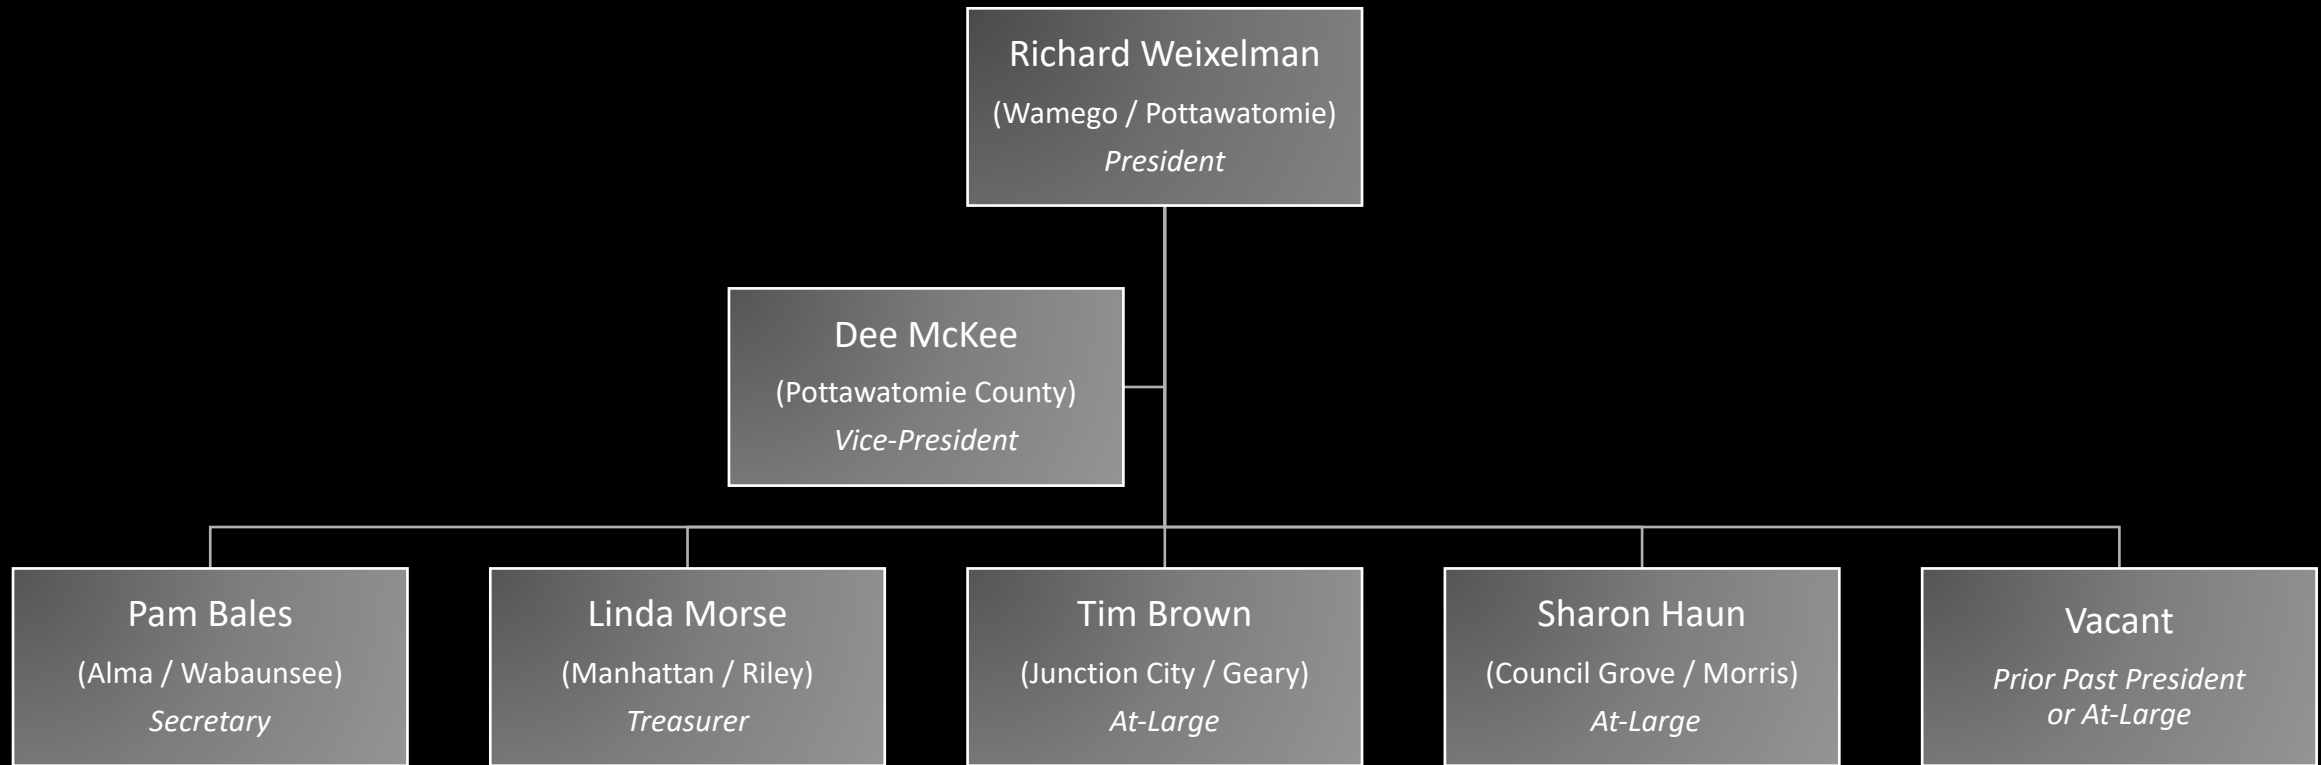 Richard Weixelman
(Wamego / Pottawatomie)
President
Dee McKee
(Pottawatomie County)
Vice-President
Pam Bales
(Alma / Wabaunsee)
Secretary
Linda Morse
(Manhattan / Riley)
Treasurer
Tim Brown
(Junction City / Geary)
At-Large
Sharon Haun
(Council Grove / Morris)
At-Large
Vacant
Prior Past President
or At-Large